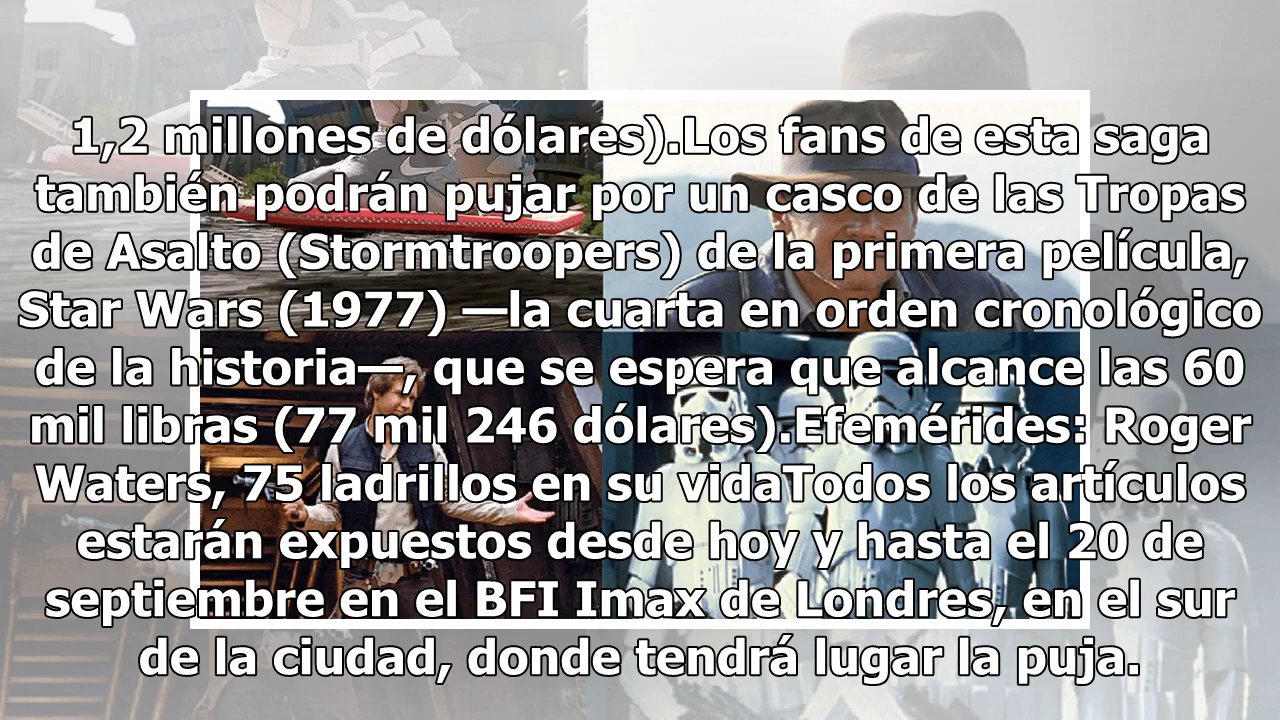 1,2 millones de dólares).Los fans de esta saga
también podrán pujar por un casco de las Tropas
de Asalto (Stormtroopers) de la primera película,
Star Wars (1977) —la cuarta en orden cronológico
de la historia—, que se espera que alcance las 60
mil libras (77 mil 246 dólares).Efemérides: Roger
Waters, 75 ladrillos en su vidaTodos los artículos
estarán expuestos desde hoy y hasta el 20 de
septiembre en el BFI Imax de Londres, en el sur
de la ciudad, donde tendrá lugar la puja.